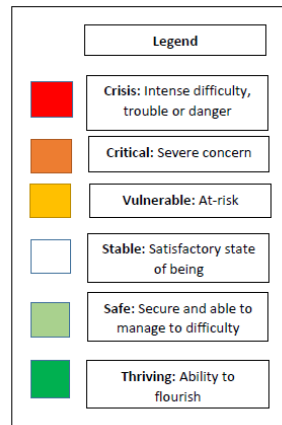 Legend
Crisis: Intense difficulty,
trouble or danger
Critical: Severe concern
Vulnerable: At-risk
Stable: Satisfactory state
of being
Safe: Secure and able to
manage to difficulty
Thriving: Ability to
flourish